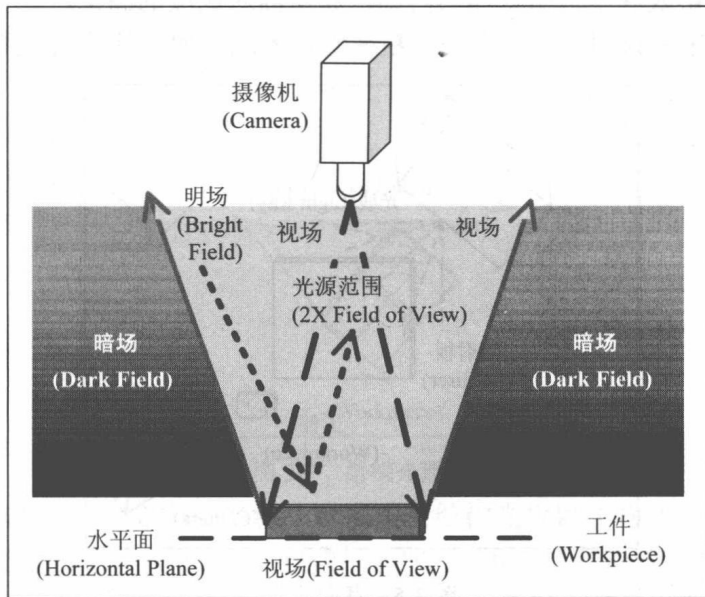 摄像机
(Camera)
明场
(Bright
Field)
视场
视场
光源范围
(2X Field of View)
暗场
(Dark Field)
暗场
(Dark Field)
水平面
(Horizontal Plane)
视场(Field of View)
工件
(Workpiece)